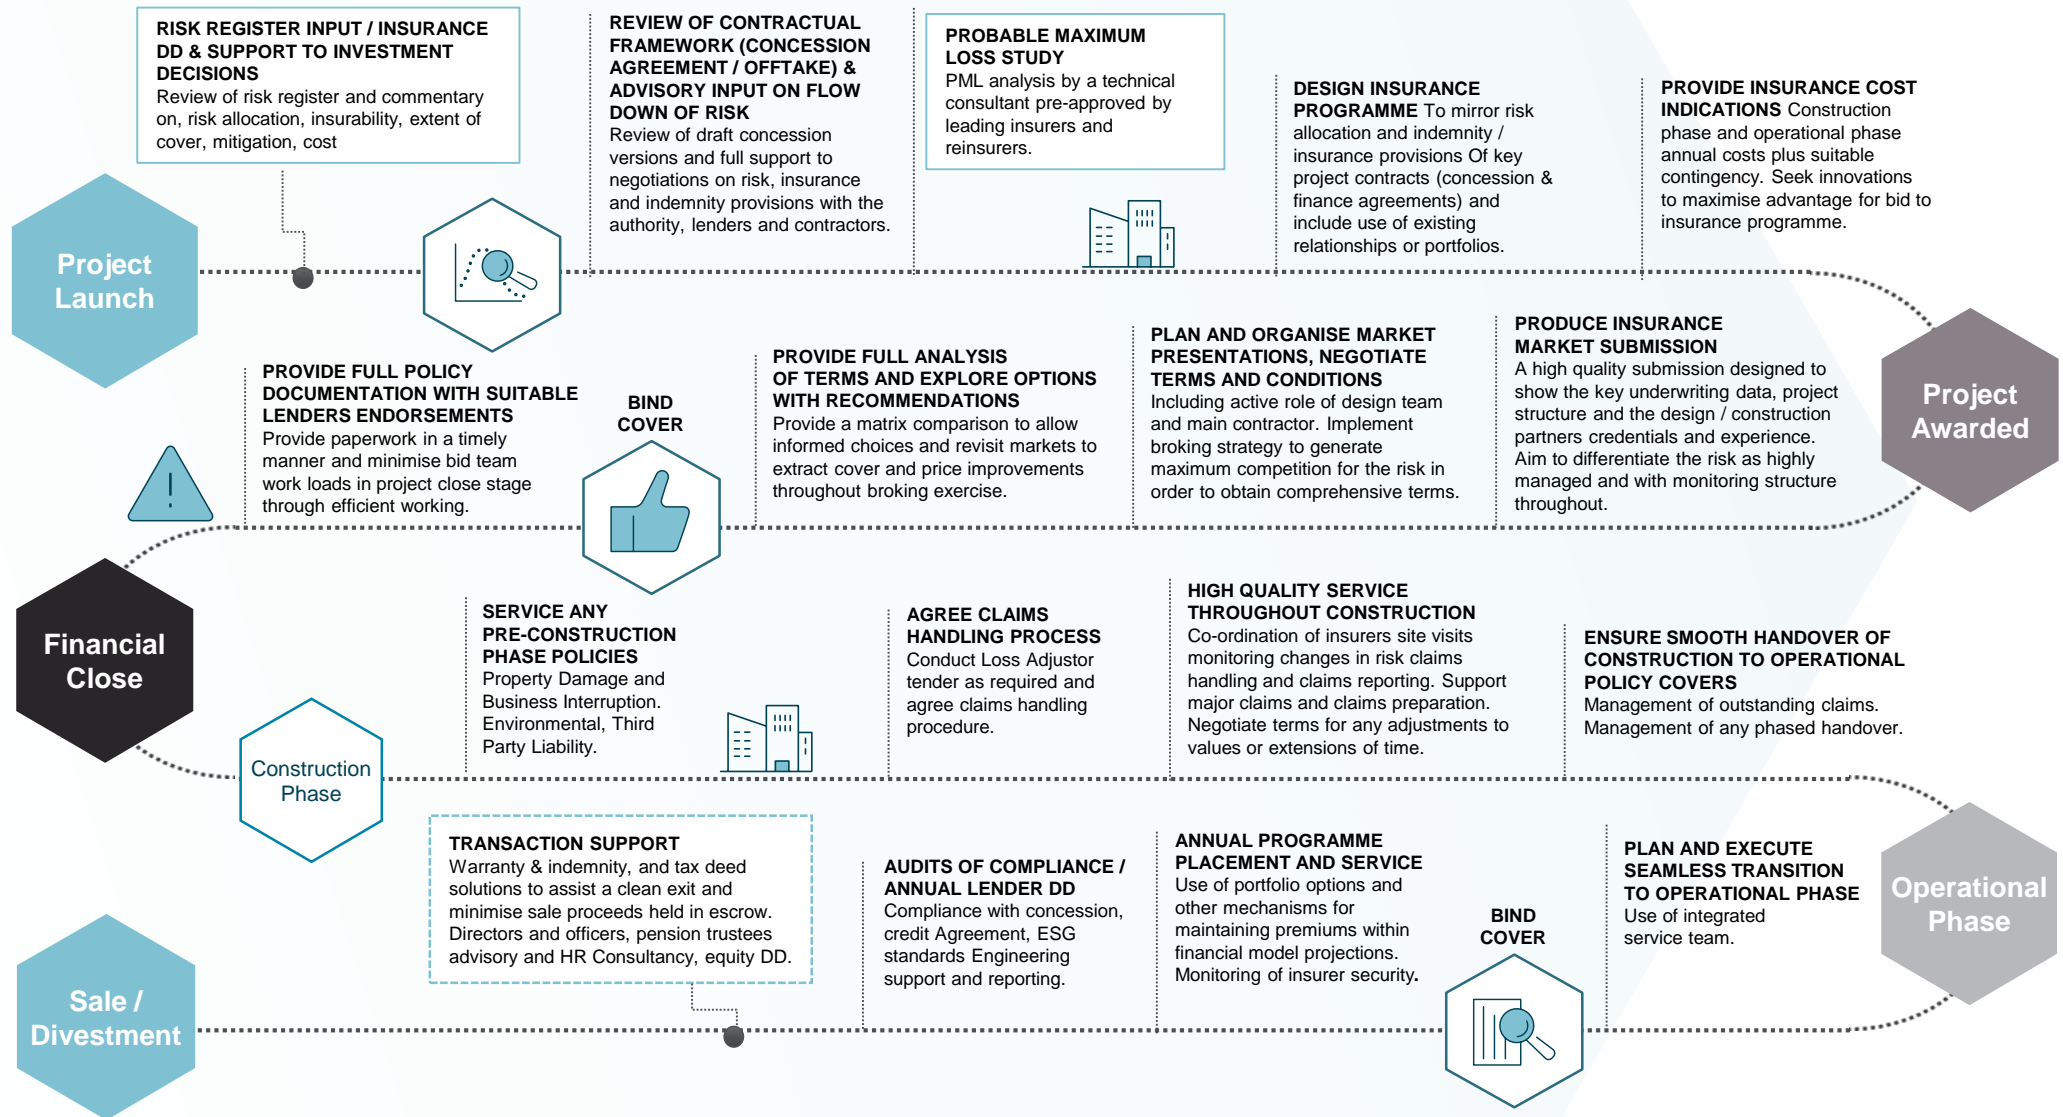 RISK REGISTER INPUT / INSURANCE
DD & SUPPORT TO INVESTMENT
DECISIONS
Review of risk register and commentary
on, risk allocation, insurability, extent of
cover, mitigation, cost
REVIEW OF CONTRACTUAL
FRAMEWORK (CONCESSION
AGREEMENT / OFFTAKE) &
ADVISORY INPUT ON FLOW
DOWN OF RISK
Review of draft concession
versions and full support to
negotiations on risk, insurance
and indemnity provisions with the
authority, lenders and contractors.
PROBABLE MAXIMUM
LOSS STUDY
PML analysis by a technical
consultant pre-approved by
leading insurers and
reinsurers.
DESIGN INSURANCE
PROGRAMME To mirror risk
allocation and indemnity /
insurance provisions Of key
project contracts (concession &
finance agreements) and
include use of existing
relationships or portfolios.
PROVIDE INSURANCE COST
INDICATIONS Construction
phase and operational phase
annual costs plus suitable
contingency. Seek innovations
to maximise advantage for bid to
insurance programme.
Project
Launch
Project
Awarded
PRODUCE INSURANCE
MARKET SUBMISSION
A high quality submission designed to
show the key underwriting data, project
structure and the design / construction
partners credentials and experience.
Aim to differentiate the risk as highly
managed and with monitoring structure
throughout.
PLAN AND ORGANISE MARKET
PRESENTATIONS, NEGOTIATE
TERMS AND CONDITIONS
Including active role of design team
and main contractor. Implement
broking strategy to generate
maximum competition for the risk in
order to obtain comprehensive terms.
PROVIDE FULL ANALYSIS
OF TERMS AND EXPLORE OPTIONS
WITH RECOMMENDATIONS
Provide a matrix comparison to allow
informed choices and revisit markets to
extract cover and price improvements
throughout broking exercise.
BIND
COVER
PROVIDE FULL POLICY
DOCUMENTATION WITH SUITABLE
LENDERS ENDORSEMENTS
Provide paperwork in a timely
manner and minimise bid team
work loads in project close stage
through efficient working.
Financial
Close
Construction
Phase
SERVICE ANY
PRE-CONSTRUCTION
PHASE POLICIES
Property Damage and
Business Interruption.
Environmental, Third
Party Liability.
AGREE CLAIMS
HANDLING PROCESS
Conduct Loss Adjustor
tender as required and
agree claims handling
procedure.
HIGH QUALITY SERVICE
THROUGHOUT CONSTRUCTION
Co-ordination of insurers site visits
monitoring changes in risk claims
handling and claims reporting. Support
major claims and claims preparation.
Negotiate terms for any adjustments to
values or extensions of time.
ENSURE SMOOTH HANDOVER OF
CONSTRUCTION TO OPERATIONAL
POLICY COVERS
Management of outstanding claims.
Management of any phased handover.
Operational
Phase
PLAN AND EXECUTE
SEAMLESS TRANSITION
TO OPERATIONAL PHASE
Use of integrated
service team.
BIND
COVER
ANNUAL PROGRAMME
PLACEMENT AND SERVICE
Use of portfolio options and
other mechanisms for
maintaining premiums within
financial model projections.
Monitoring of insurer security.
AUDITS OF COMPLIANCE /
ANNUAL LENDER DD
Compliance with concession,
credit Agreement, ESG
standards Engineering
support and reporting.
TRANSACTION SUPPORT
Warranty & indemnity, and tax deed
solutions to assist a clean exit and
minimise sale proceeds held in escrow.
Directors and officers, pension trustees
advisory and HR Consultancy, equity DD.
Sale /
Divestment